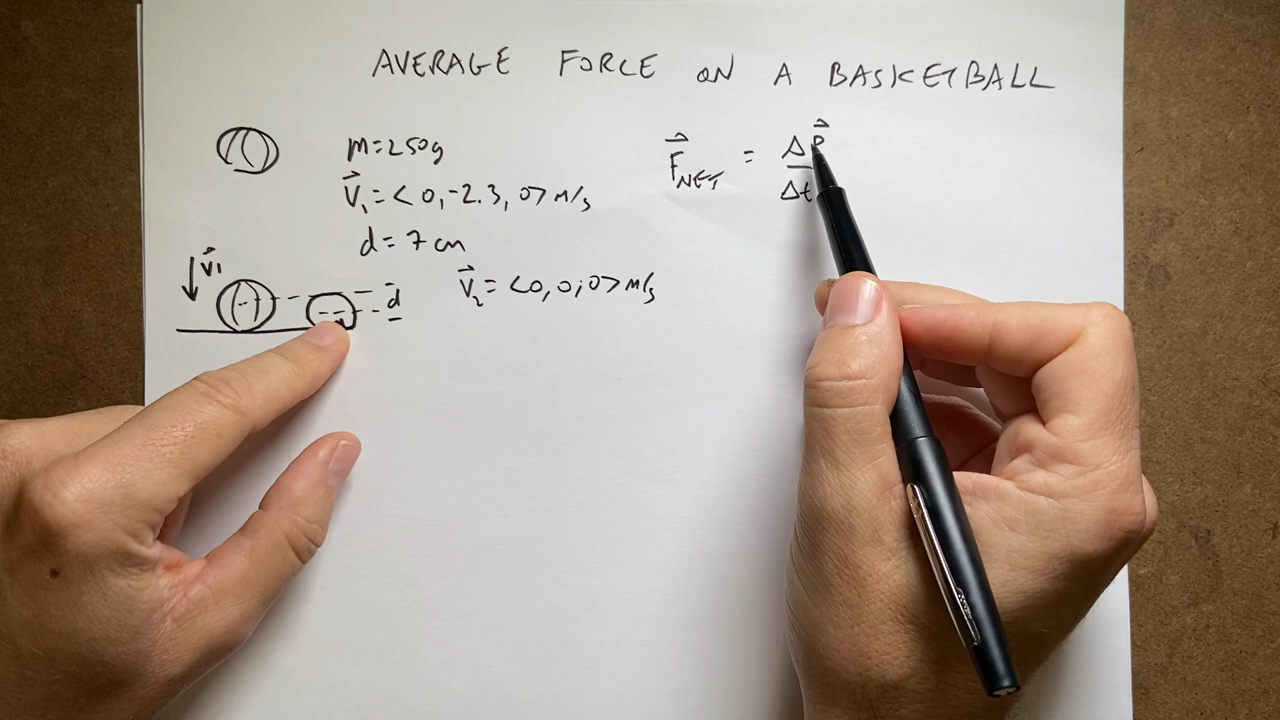 AVERAGE FORCE ON A BASKETBALL
m=250g
V⃗₁=<0,-2.3,0>m/s
d=7cm
V⃗₂=<0,0,0>m/s
V⃗₁
d
F⃗NET = ΔP⃗/Δt